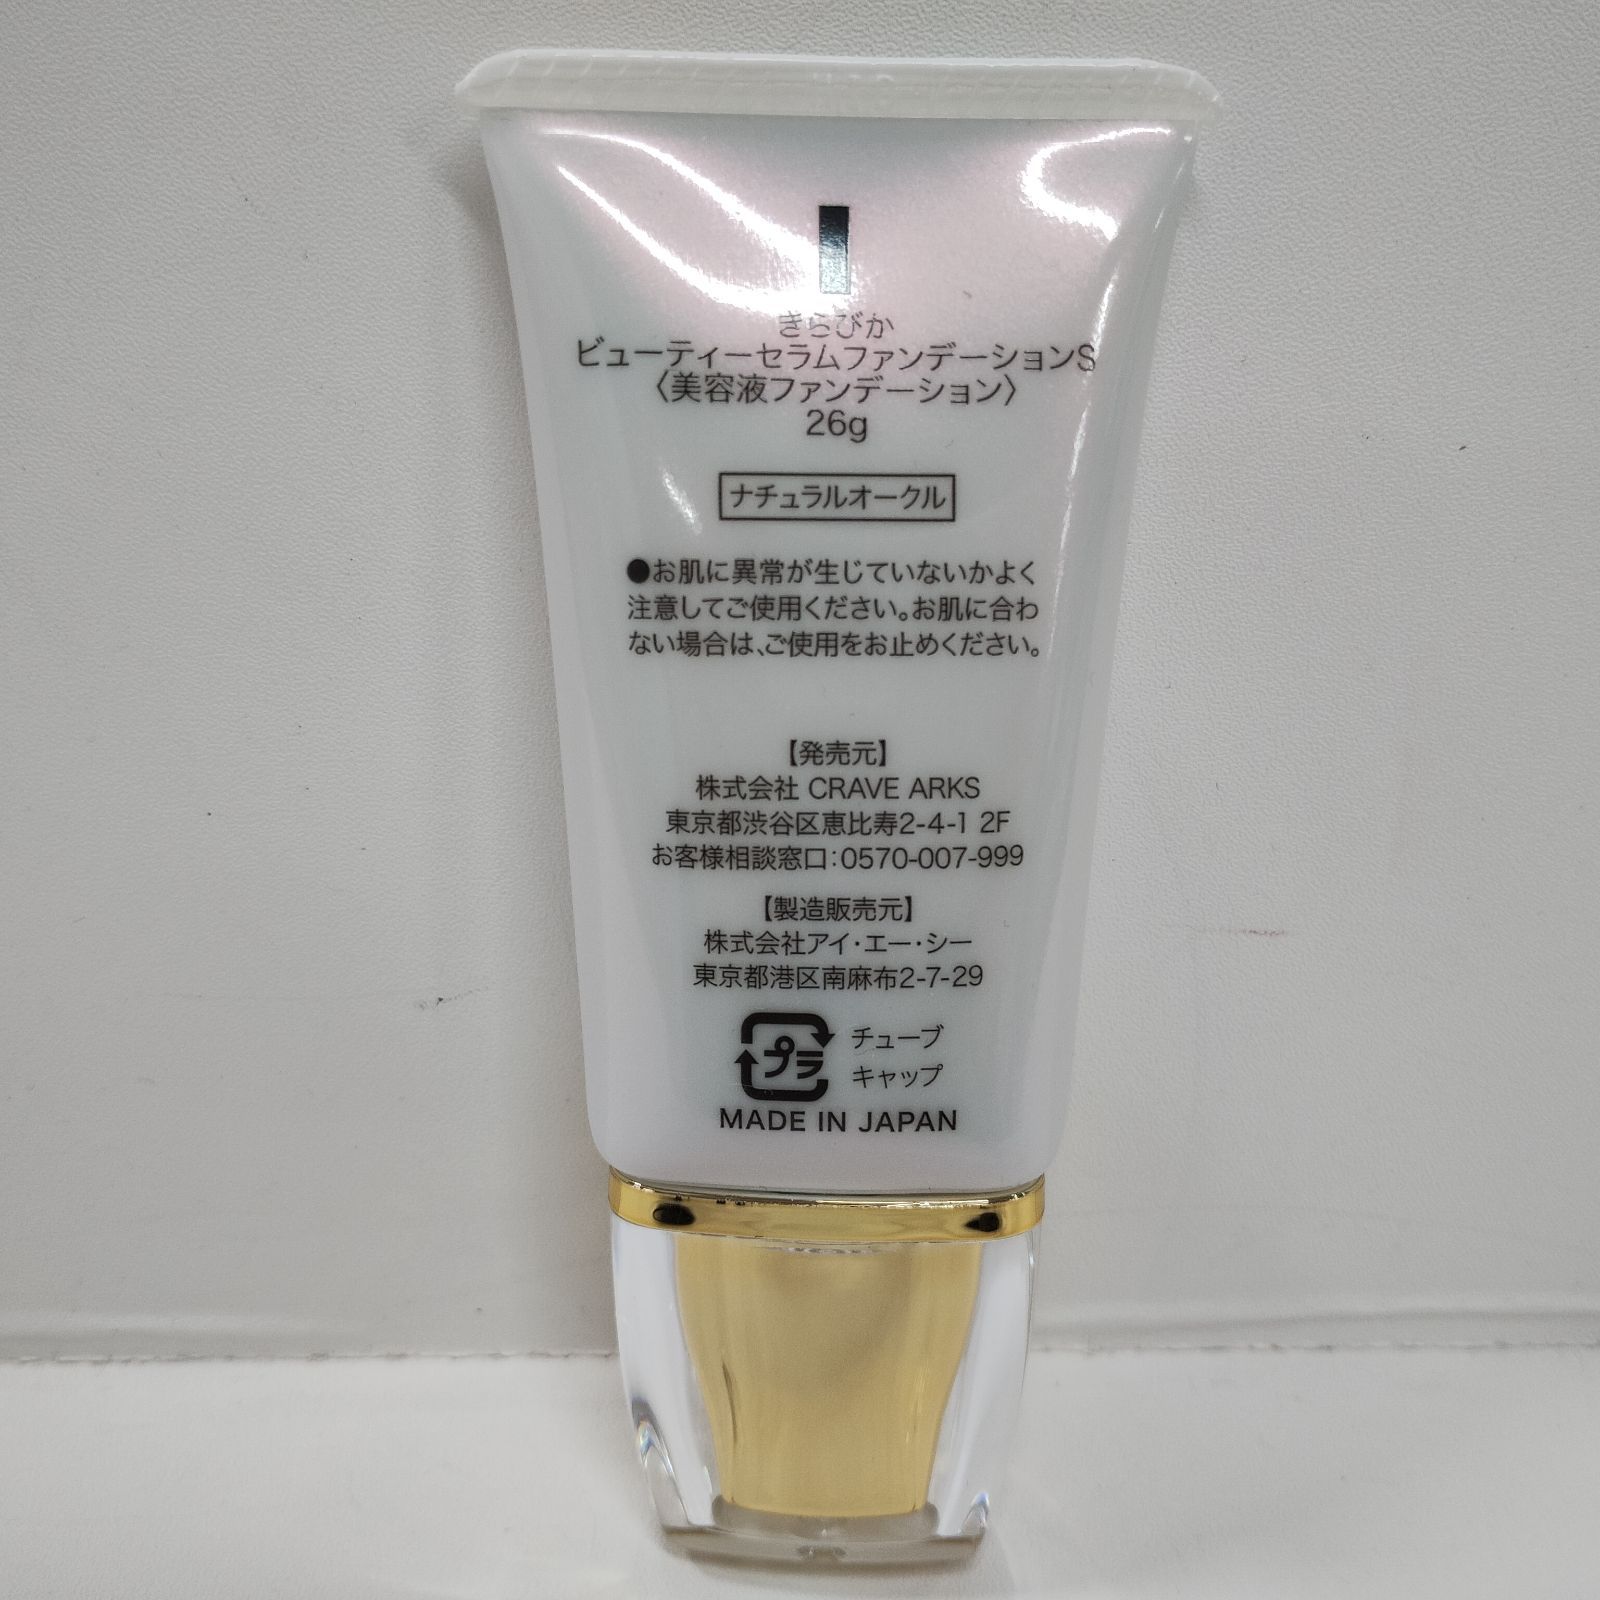 きらびか
ビューティーセラムファンデーションS
〈美容液ファンデーション〉
26g
ナチュラルオークル
●お肌に異常が生じていないかよく
注意してご使用ください。お肌に合わ
ない場合は、ご使用をお止めください。
【発売元】
株式会社 CRAVE ARKS
東京都渋谷区恵比寿2-4-1 2F
お客様相談窓口:0570-007-999
【製造販売元】
株式会社アイ・エー・シー
東京都港区南麻布2-7-29
プラ チューブ
キャップ
MADE IN JAPAN